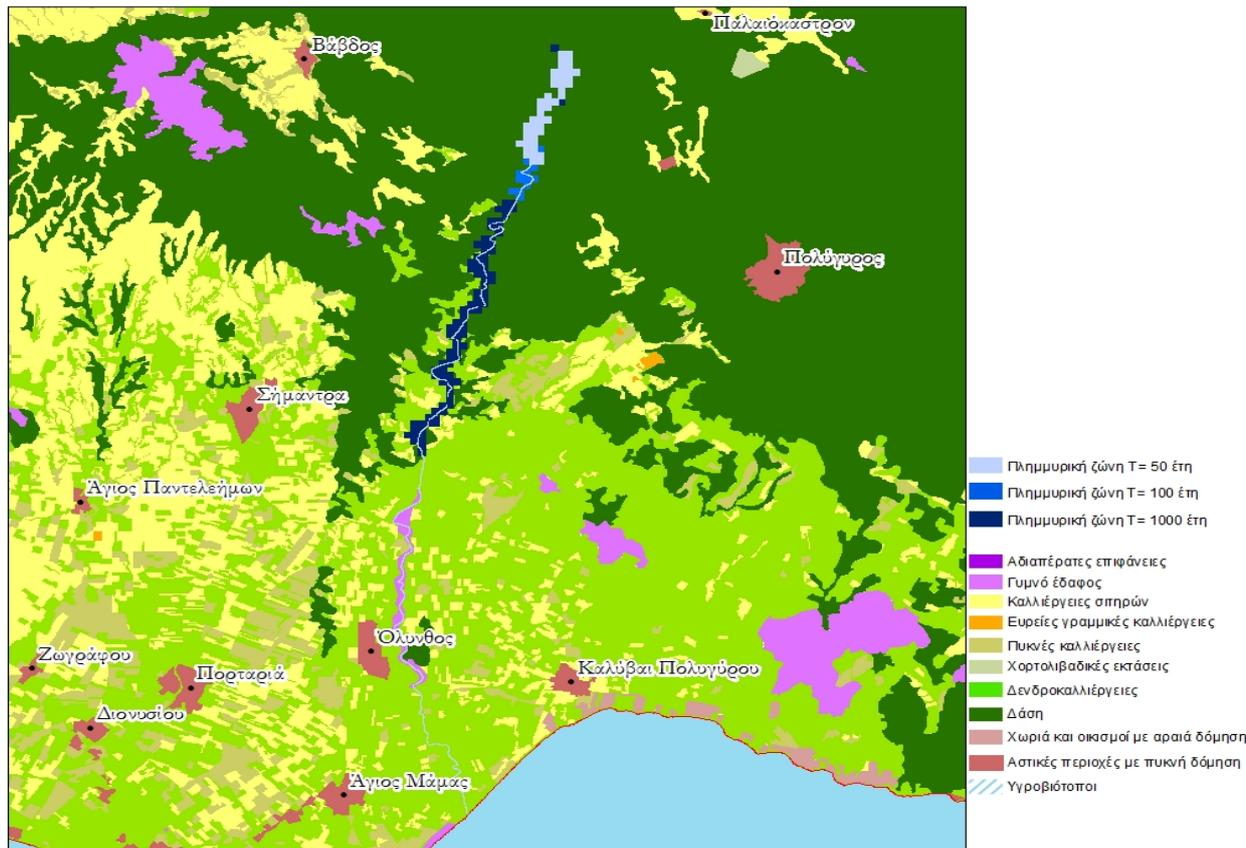 Παλαιόκαστρον
Βάβδος
Πολύγυρος
Σήμαντρα
Άγιος Παντελεήμων
Όλυνθος
Ζωγράφου
Πορταριά
Καλύβαι Πολυγύρου
Διονυσίου
Άγιος Μάμας
Πλημμυρική ζώνη T= 50 έτη
Πλημμυρική ζώνη T= 100 έτη
Πλημμυρική ζώνη T= 1000 έτη
Αδιαπέρατες επιφάνειες
Γυμνό έδαφος
Καλλιέργειες σιτηρών
Ευρείες γραμμικές καλλιέργειες
Πυκνές καλλιέργειες
Χορτολιβαδικές εκτάσεις
Δενδροκαλλιέργειες
Δάση
Χωριά και οικισμοί με αραιά δόμηση
Αστικές περιοχές με πυκνή δόμηση
Υγροβιότοποι